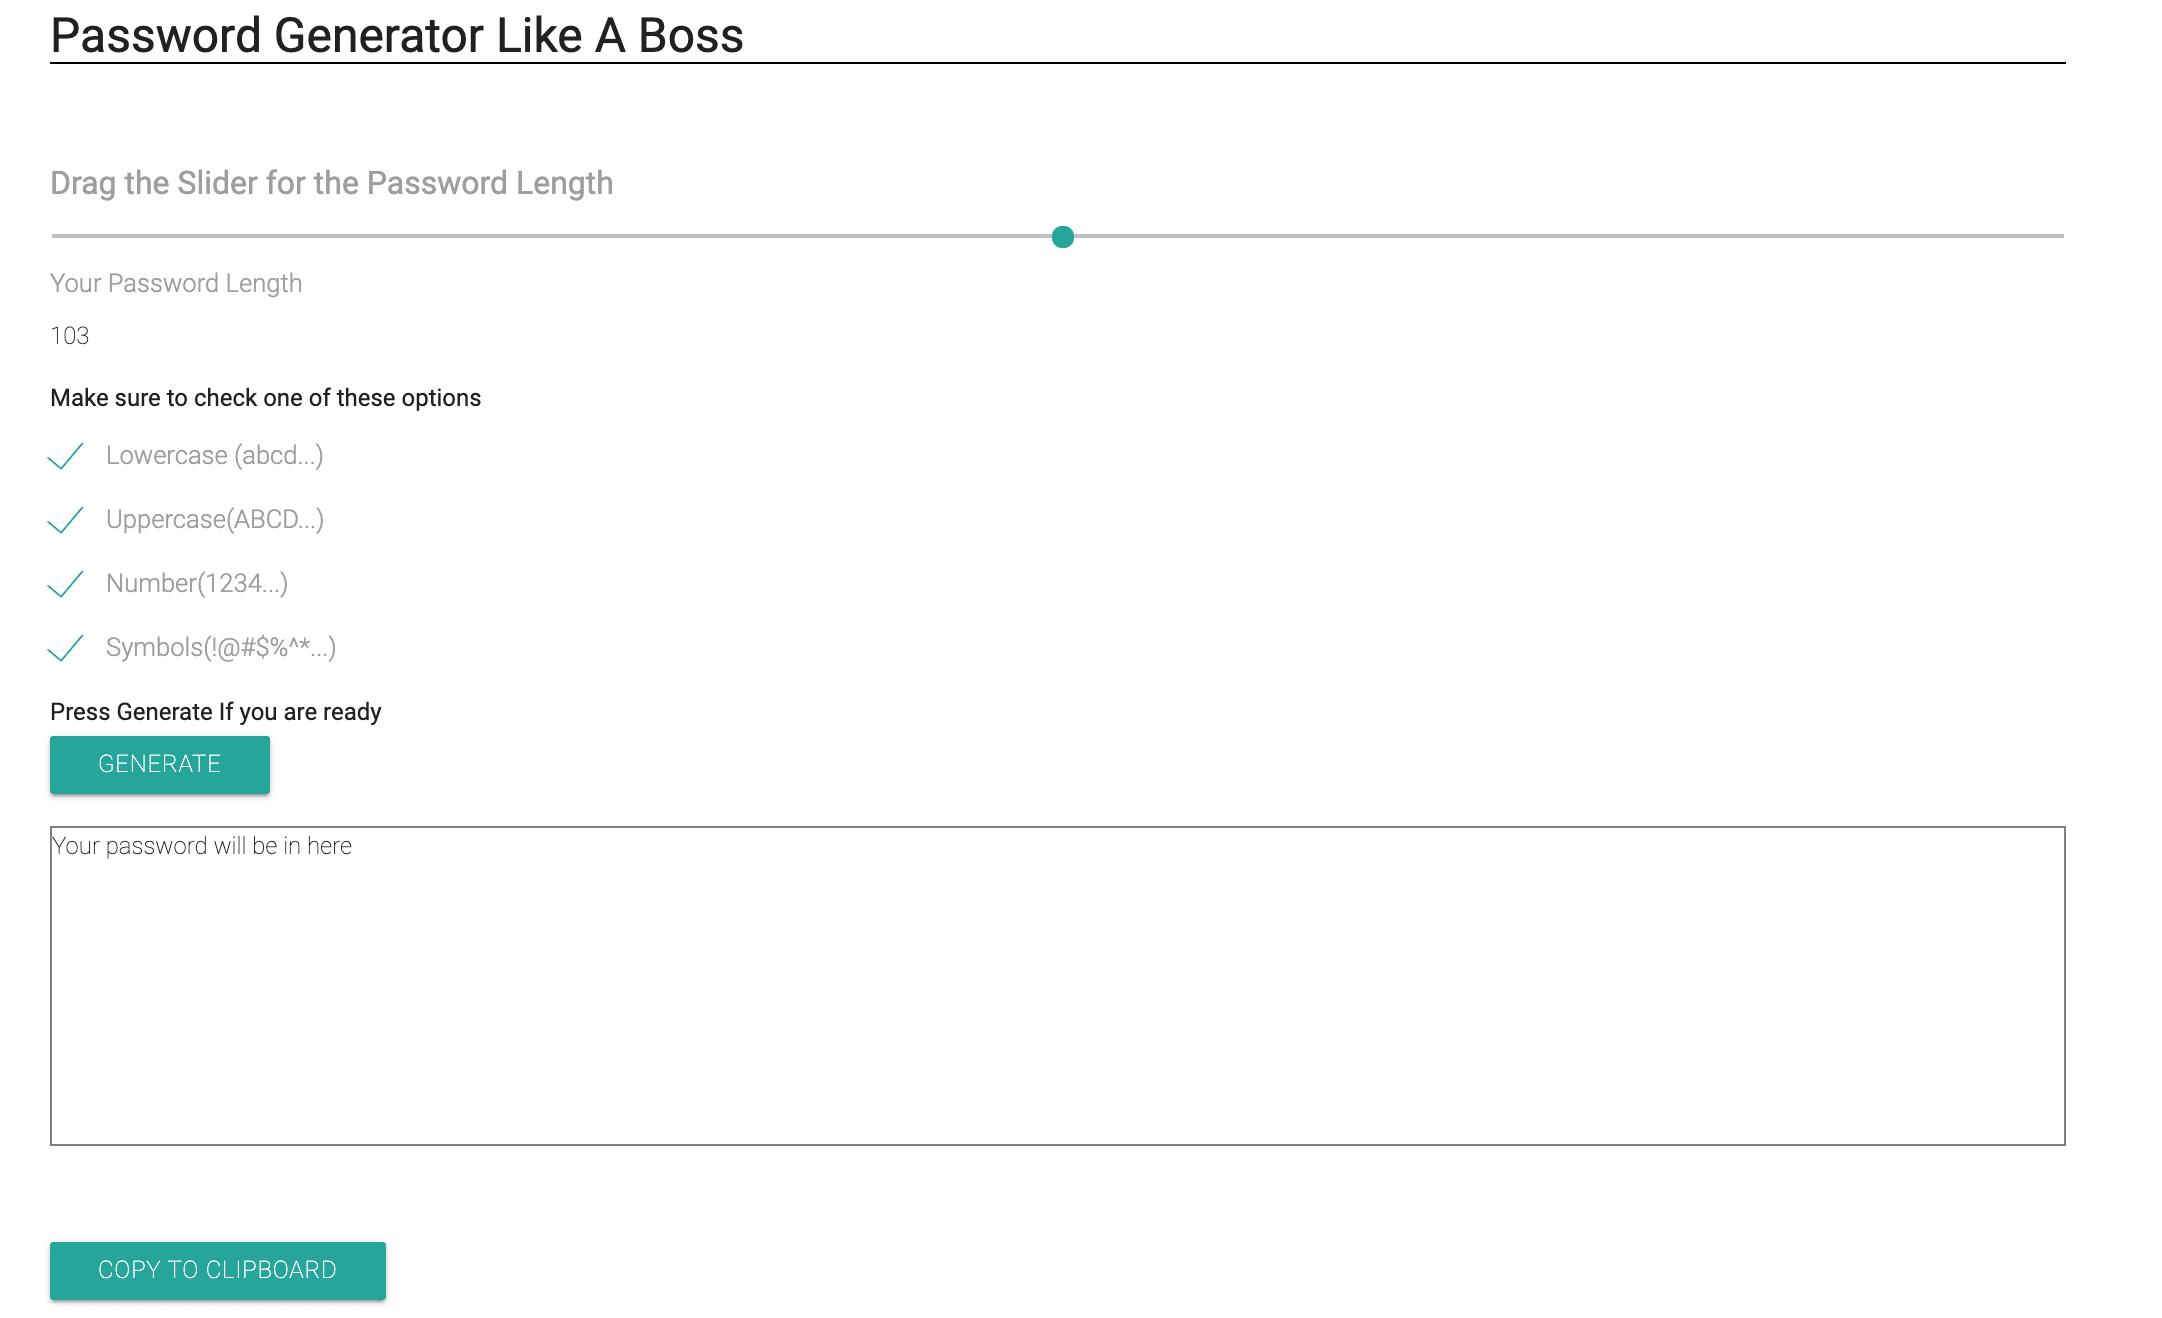 Password Generator Like A Boss
Drag the Slider for the Password Length
Your Password Length
103
Make sure to check one of these options
Lowercase (abcd...)
Uppercase(ABCD...)
Number(1234...)
Symbols(!@#$%^*...)
Press Generate If you are ready
GENERATE
Your password will be in here
COPY TO CLIPBOARD